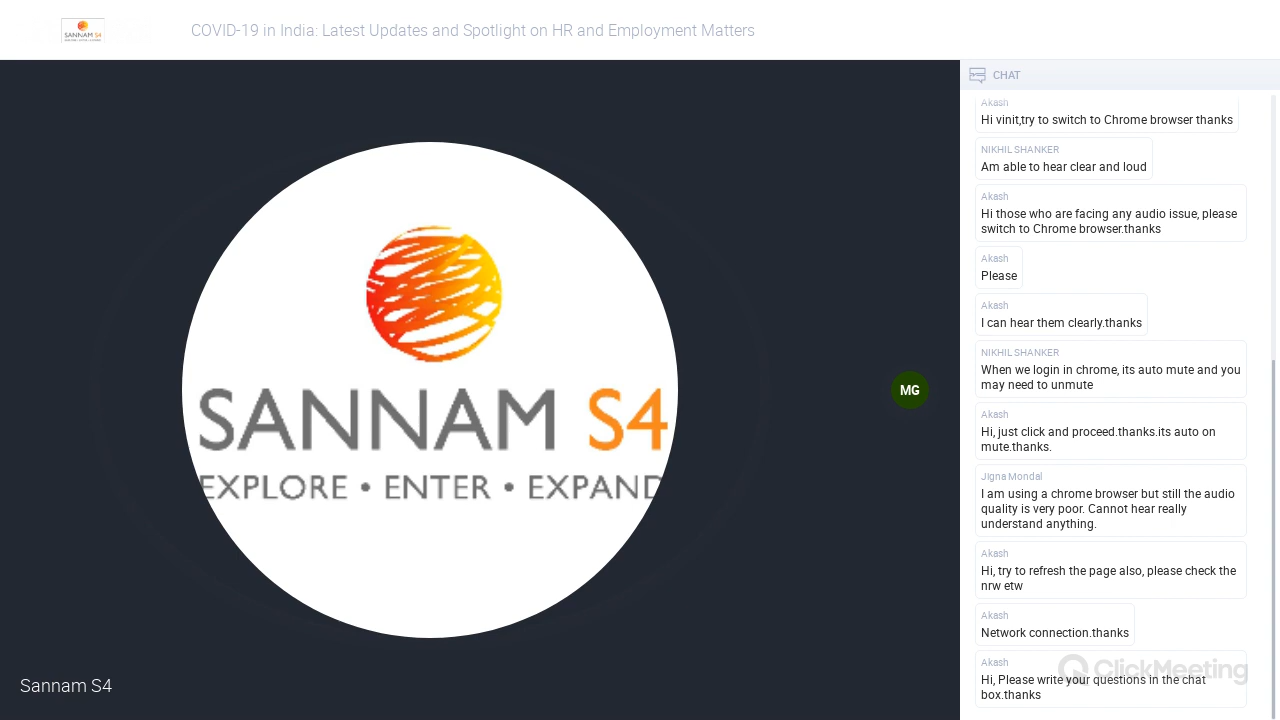 SANNAM S4
COVID-19 in India: Latest Updates and Spotlight on HR and Employment Matters
SANNAM S4
EXPLORE • ENTER • EXPAND
MG
Sannam S4
CHAT
Akash
Hi vinit,try to switch to Chrome browser thanks
NIKHIL SHANKER
Am able to hear clear and loud
Akash
Hi those who are facing any audio issue, please
switch to Chrome browser.thanks
Akash
Please
Akash
I can hear them clearly.thanks
NIKHIL SHANKER
When we login in chrome, its auto mute and you
may need to unmute
Akash
Hi, just click and proceed.thanks.its auto on
mute.thanks.
Jigna Mondal
I am using a chrome browser but still the audio
quality is very poor. Cannot hear really
understand anything.
Akash
Hi, try to refresh the page also, please check the
nrw etw
Akash
Network connection.thanks
Akash
Hi, Please write your questions in the chat
box.thanks
ClickMeeting